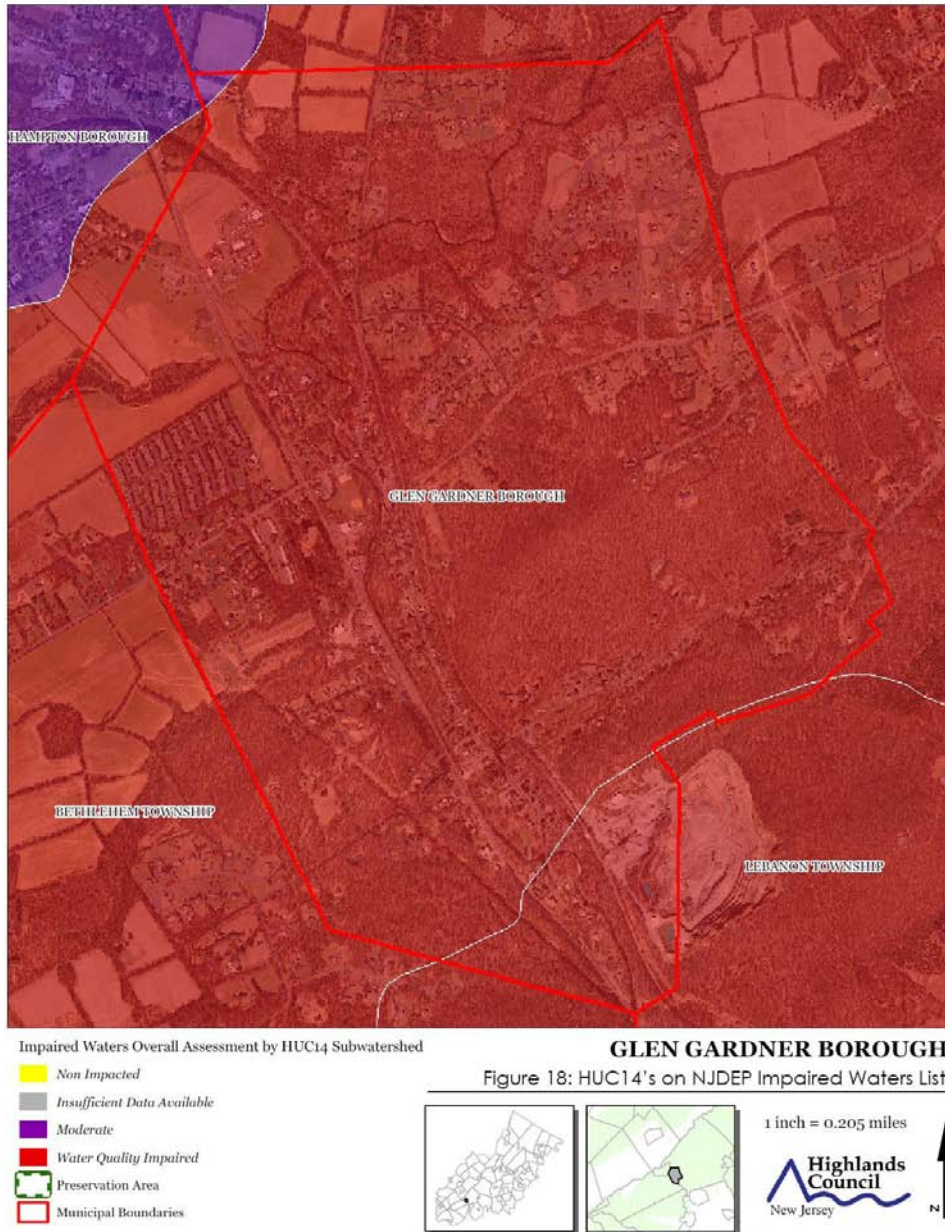 HAMPTON BOROUGH
GLEN GARDNER BOROUGH
BETHLEHEM TOWNSHIP
LEBANON TOWNSHIP
Impaired Waters Overall Assessment by HUC14 Subwatershed
Non Impacted
Insufficient Data Available
Moderate
Water Quality Impaired
Preservation Area
Municipal Boundaries
GLEN GARDNER BOROUGH
Figure 18: HUC14's on NJDEP Impaired Waters List
1 inch = 0.205 miles
Highlands
Council
New Jersey
N